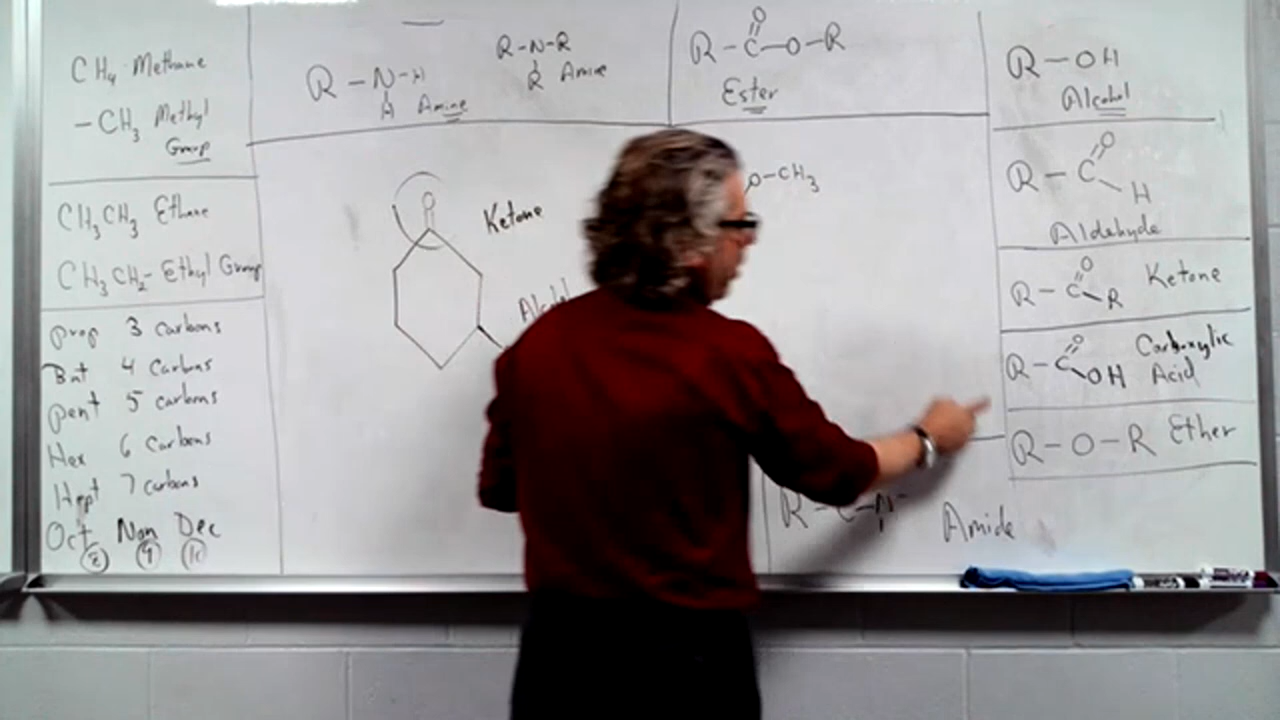 CH4 Methane
-CH3 Methyl
Group
CH3CH3 Ethane
CH3CH2- Ethyl Group
Prop 3 Carbons
But 4 Carbons
Pent 5 carbons
Hex 6 Carbons
Hept 7 carbons
Oct Non Dec
8 9 10
R-N-H
H Amine
R-N-R
R Amine
O
R-C-O-R
Ester
O
Ketone
Alcohol
O-CH3
R-C-N
Amide
R-OH
Alcohol
O
R-C
H
Aldehyde
O
R-C Ketone
R
O
R-C Carboxylic
OH Acid
R-O-R Ether